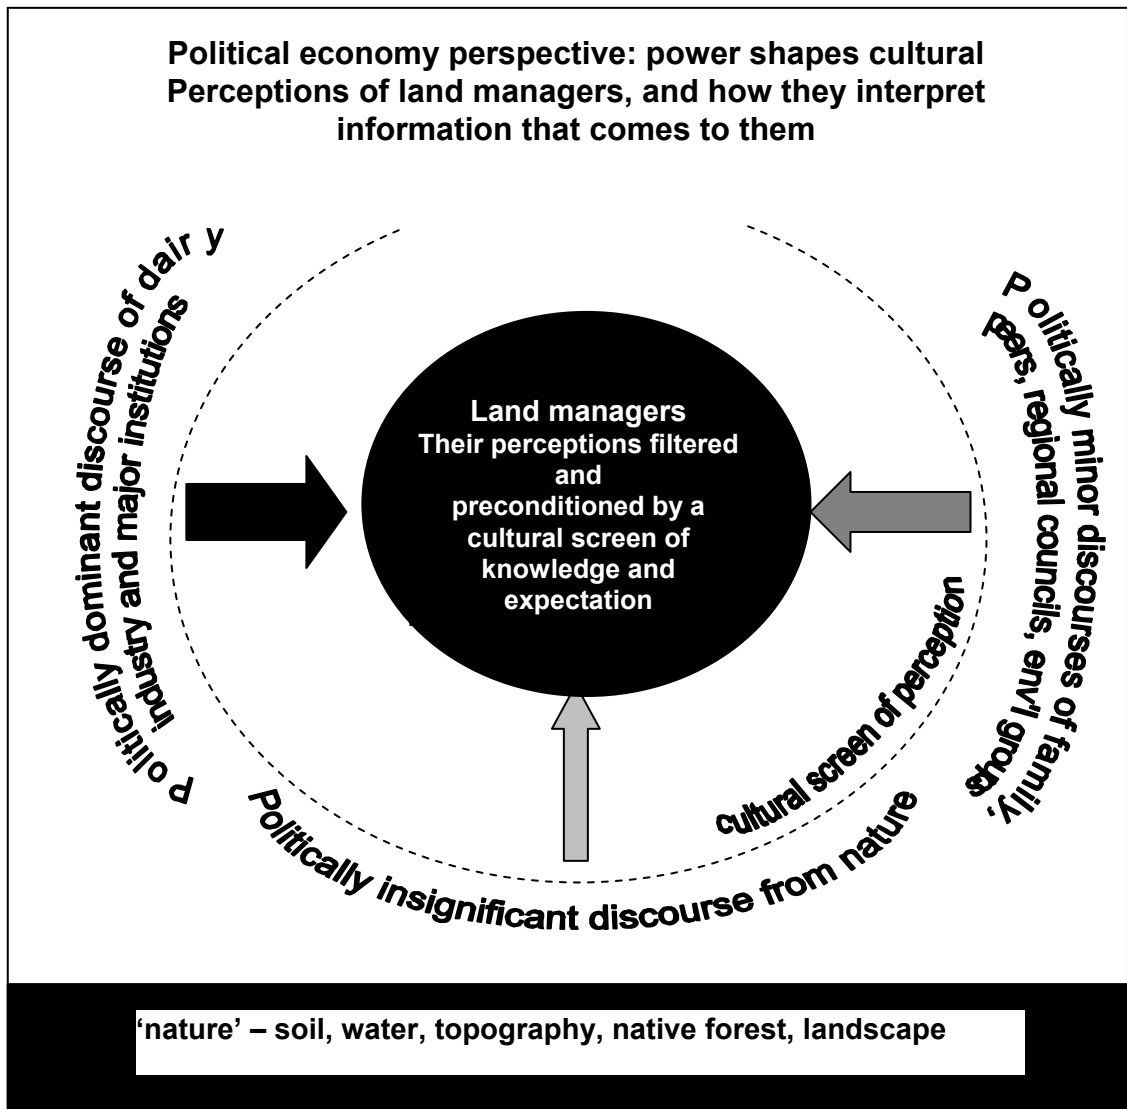 Political economy perspective: power shapes cultural
Perceptions of land managers, and how they interpret
information that comes to them
Politically dominant discourse of dairy
industry and major institutions
Land managers
Their perceptions filtered
and
preconditioned by a
cultural screen of
knowledge and
expectation
Politically minor discourses of family,
peers, regional councils, env'l groups
cultural screen of perception
Politically insignificant discourse from nature
‘nature’ – soil, water, topography, native forest, landscape